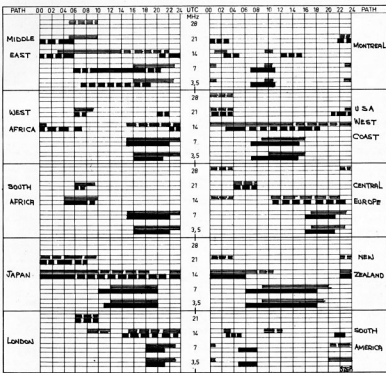 PATH 00 02 04 06 08 10 12 14 16 18 20 22 24 UTC 00 02 04 06 08 10 12 14 16 18 20 22 24 PATH
MHz
28
MIDDLE 21 MONTREAL
EAST 14
7
3,5
28
WEST 21 USA
AFRICA 14 WEST
7 COAST
3,5
28
SOUTH 21 CENTRAL
AFRICA 14 EUROPE
7
3,5
28
21 NEW
JAPAN 14 ZEALAND
7
3,5
28
21
LONDON 14 SOUTH
7 AMERICA
3,5